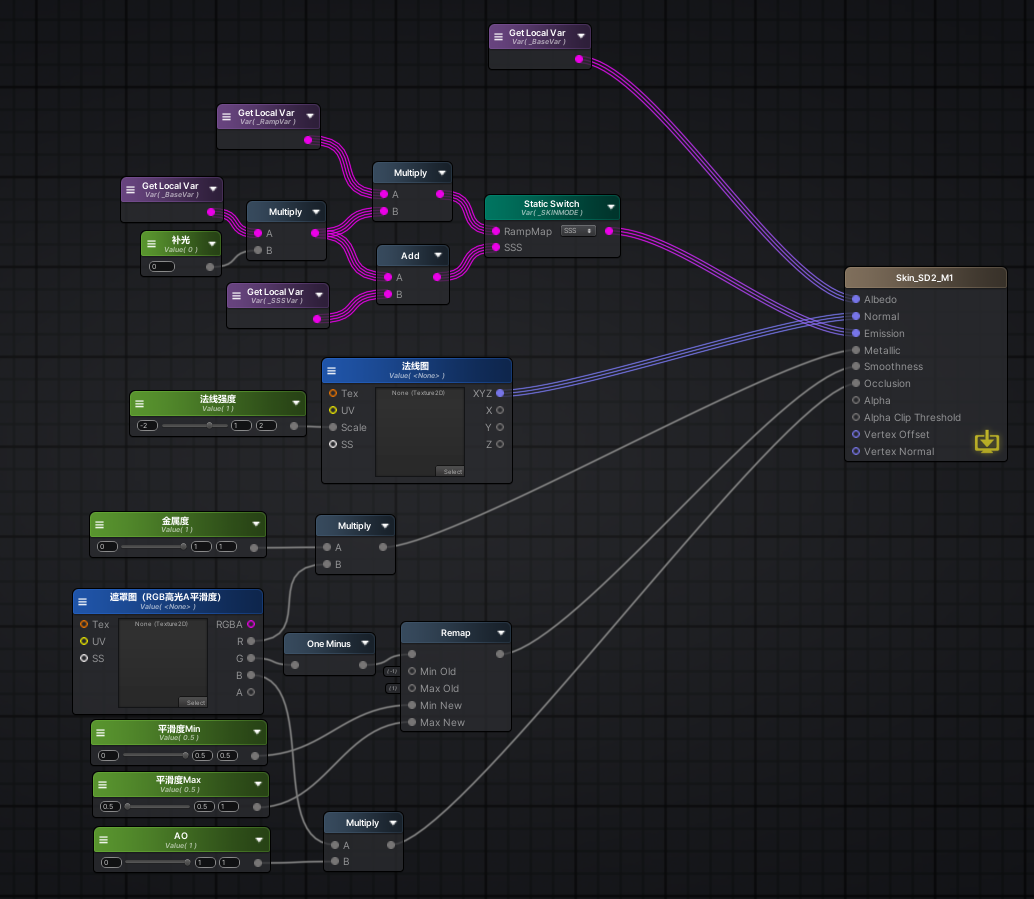 Get Local Var
Var( _BaseVar )
Get Local Var
Var( _RampVar )
Get Local Var
Var( _BaseVar )
补光
Value( 0 )
0
Multiply
A
B
Get Local Var
Var( _SSSVar )
Multiply
A
B
Add
A
B
Static Switch
Var( _SKINMODE )
RampMap SSS
SSS
Skin_SD2_M1
Albedo
Normal
Emission
Metallic
Smoothness
Occlusion
Alpha
Alpha Clip Threshold
Vertex Offset
Vertex Normal
法线强度
Value( 1 )
-2 1 2
法线图
Value( <None> )
Tex None (Texture2D) XYZ
UV X
Scale Y
SS Z
Select
金属度
Value( 1 )
0 1 1
Multiply
A
B
遮罩图（RGB高光A平滑度）
Value( <None> )
Tex None (Texture2D) RGBA
UV R
SS G
B
A
Select
One Minus
Remap
Min Old
Max Old
Min New
Max New
平滑度Min
Value( 0.5 )
0 0.5 0.5
平滑度Max
Value( 0.5 )
0.5 0.5 1
AO
Value( 1 )
0 1 1
Multiply
A
B